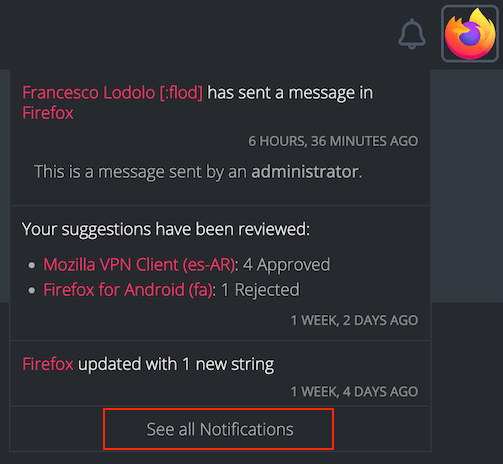 Francesco Lodolo [:flod] has sent a message in
Firefox
6 HOURS, 36 MINUTES AGO
This is a message sent by an administrator.
Your suggestions have been reviewed:
• Mozilla VPN Client (es-AR): 4 Approved
• Firefox for Android (fa): 1 Rejected
1 WEEK, 2 DAYS AGO
Firefox updated with 1 new string
1 WEEK, 4 DAYS AGO
See all Notifications